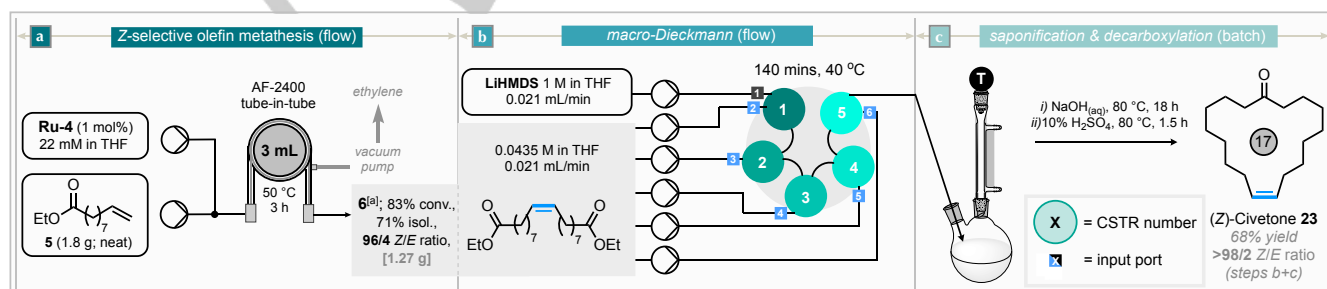 a
Z-selective olefin metathesis (flow)
AF-2400
tube-in-tube
ethylene
Ru-4 (1 mol%)
22 mM in THF
3 mL
vacuum
pump
50 °C
3 h
O
EtO
7
5 (1.8 g; neat)
6[a]; 83% conv.,
71% isol.,
96/4 Z/E ratio,
[1.27 g]
b
macro-Dieckmann (flow)
LiHMDS 1 M in THF
0.021 mL/min
0.0435 M in THF
0.021 mL/min
O
EtO
7
7
O
OEt
140 mins, 40 °C
1
2
3
4
5
6
1
2
3
4
5
c
saponification & decarboxylation (batch)
T
i) NaOH(aq), 80 °C, 18 h
ii)10% H2SO4, 80 °C, 1.5 h
X = CSTR number
x = input port
O
17
(Z)-Civetone 23
68% yield
>98/2 Z/E ratio
(steps b+c)